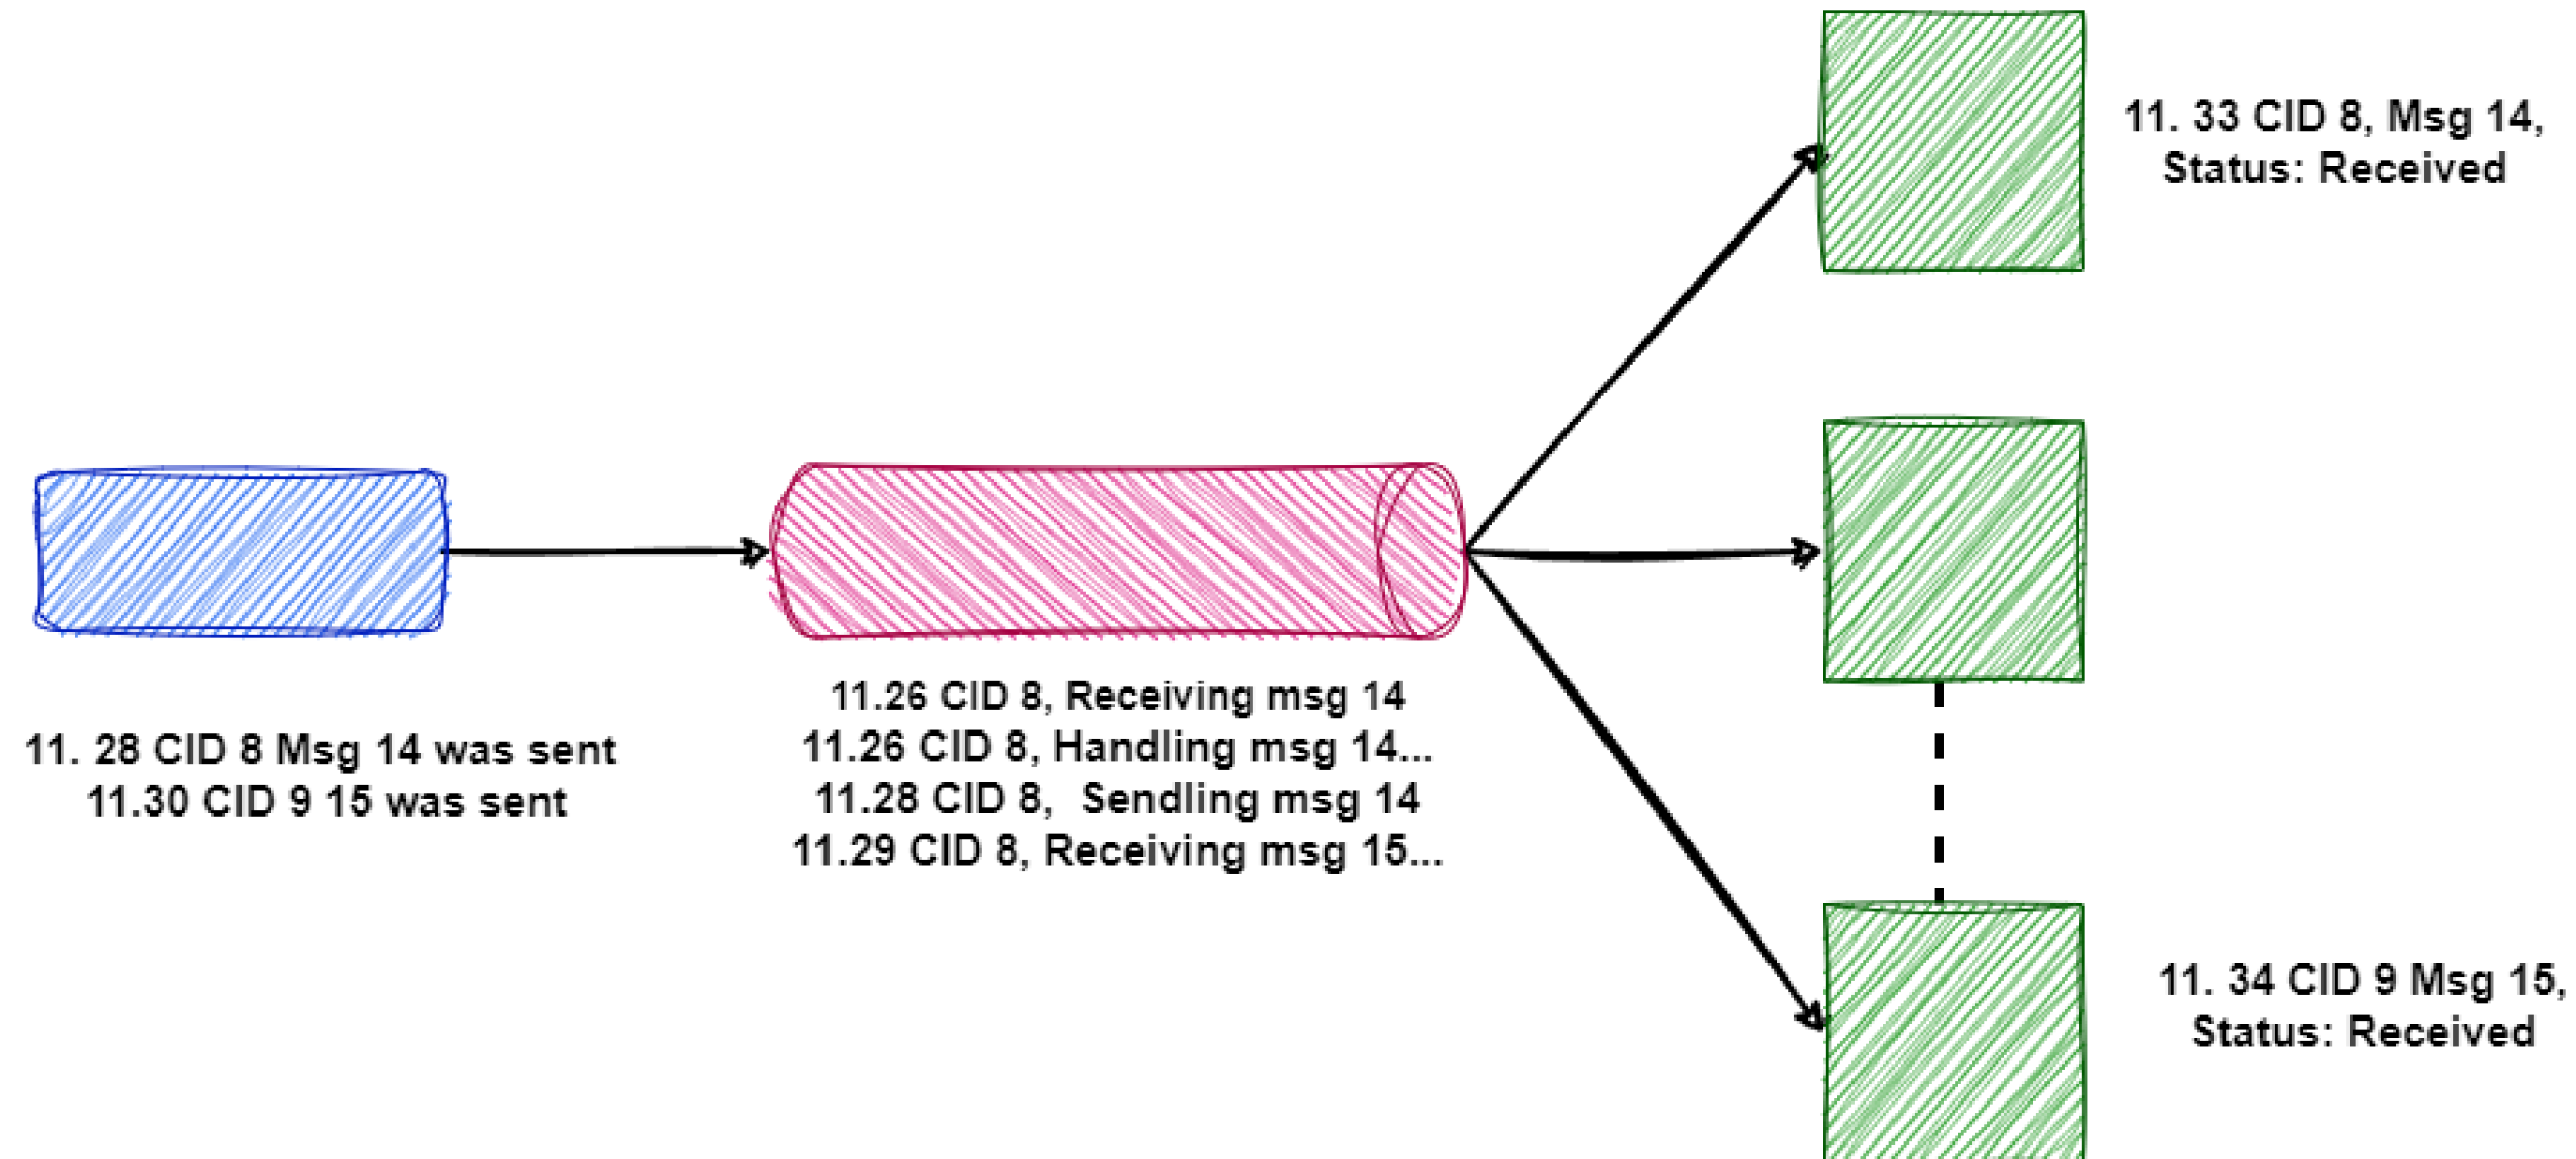 11. 33 CID 8, Msg 14,
Status: Received
11. 28 CID 8 Msg 14 was sent
11.30 CID 9 15 was sent
11.26 CID 8, Receiving msg 14
11.26 CID 8, Handling msg 14...
11.28 CID 8, Sendling msg 14
11.29 CID 8, Receiving msg 15...
11. 34 CID 9 Msg 15,
Status: Received